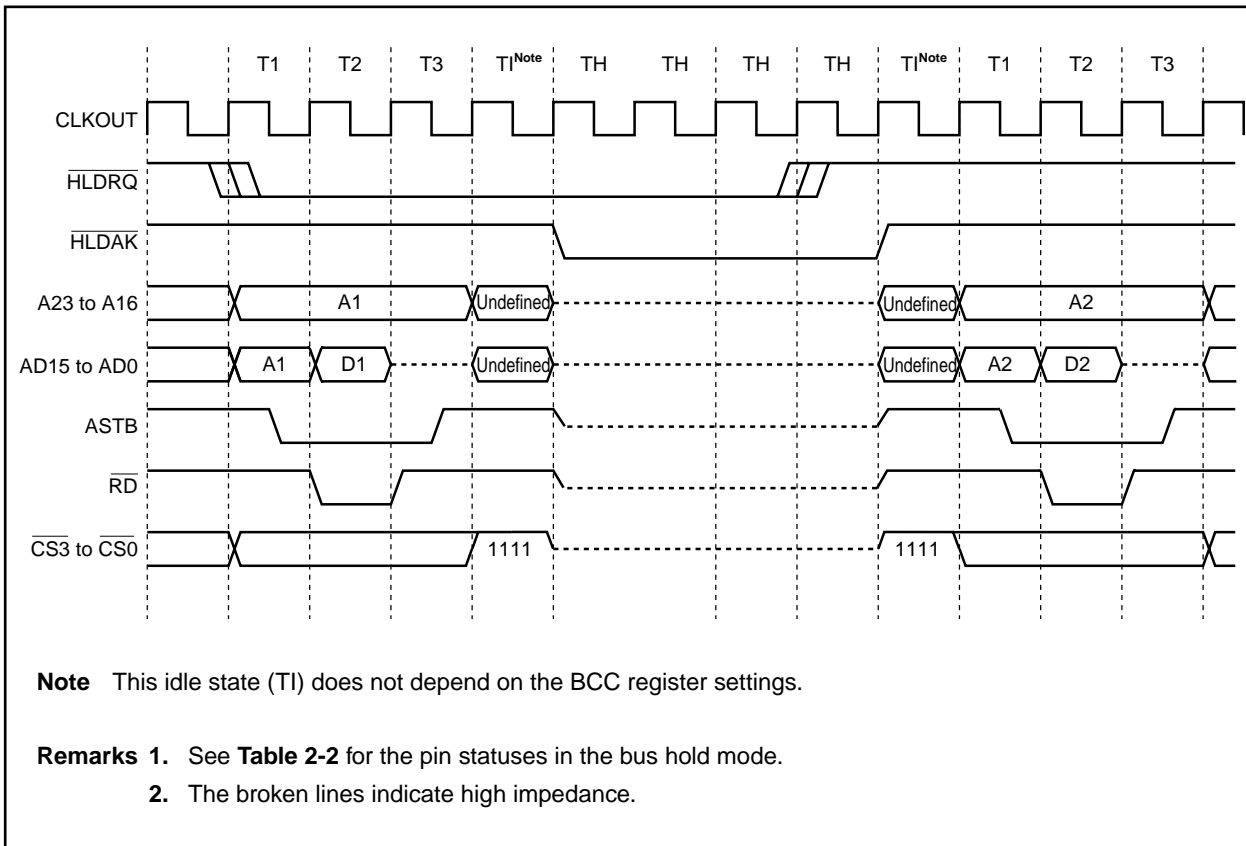 T1 T2 T3 TINote TH TH TH TH TINote T1 T2 T3
CLKOUT
HLDRQ
HLDAK
A23 to A16 A1 Undefined Undefined A2
AD15 to AD0 A1 D1 Undefined Undefined A2 D2
ASTB
RD
CS3 to CS0 1111 1111
Note This idle state (TI) does not depend on the BCC register settings.
Remarks 1. See Table 2-2 for the pin statuses in the bus hold mode.
2. The broken lines indicate high impedance.